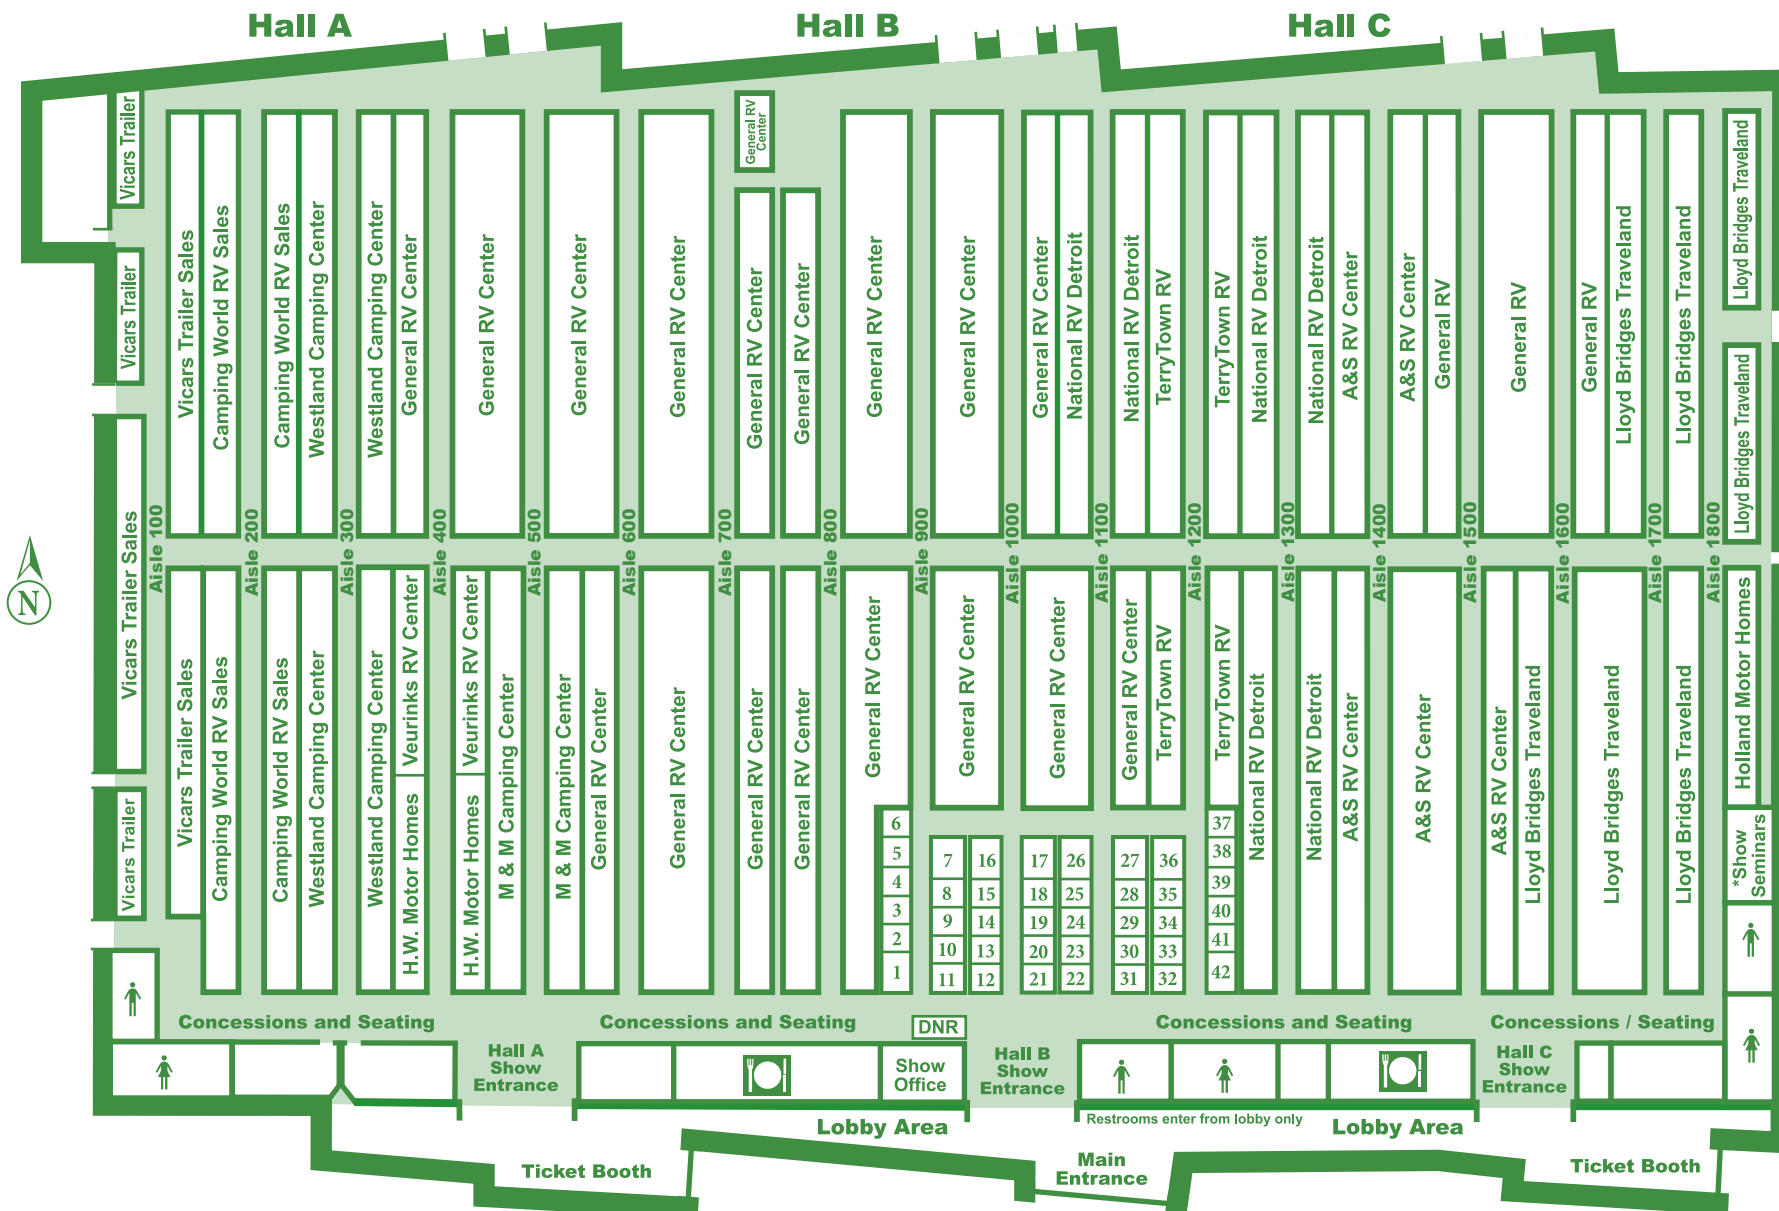 Hall A
Hall B
Hall C
Vicars Trailer
Vicars Trailer
Vicars Trailer Sales
Vicars Trailer
Vicars Trailer Sales
Camping World RV Sales
Camping World RV Sales
Westland Camping Center
Westland Camping Center
General RV Center
General RV Center
General RV Center
General RV Center
General RV
Center
General RV Center
General RV Center
General RV Center
General RV Center
General RV Center
National RV Detroit
National RV Detroit
TerryTown RV
TerryTown RV
National RV Detroit
National RV Detroit
A&S RV Center
A&S RV Center
General RV
General RV
General RV
Lloyd Bridges Traveland
Lloyd Bridges Traveland
Lloyd Bridges Traveland
Lloyd Bridges Traveland
Aisle 100
Aisle 200
Aisle 300
Aisle 400
Aisle 500
Aisle 600
Aisle 700
Aisle 800
Aisle 900
Aisle 1000
Aisle 1100
Aisle 1200
Aisle 1300
Aisle 1400
Aisle 1500
Aisle 1600
Aisle 1700
Aisle 1800
N
Vicars Trailer Sales
Camping World RV Sales
Camping World RV Sales
Westland Camping Center
Westland Camping Center
Veurinks RV Center
H.W. Motor Homes
Veurinks RV Center
H.W. Motor Homes
M & M Camping Center
M & M Camping Center
General RV Center
General RV Center
General RV Center
General RV Center
General RV Center
General RV Center
General RV Center
General RV Center
TerryTown RV
TerryTown RV
National RV Detroit
National RV Detroit
A&S RV Center
A&S RV Center
A&S RV Center
Lloyd Bridges Traveland
Lloyd Bridges Traveland
Lloyd Bridges Traveland
Holland Motor Homes
*Show
Seminars
6
5
4
3
2
1
7
8
9
10
11
16
15
14
13
12
17
18
19
20
21
26
25
24
23
22
27
28
29
30
31
36
35
34
33
32
37
38
39
40
41
42
Concessions and Seating
Concessions and Seating
DNR
Concessions and Seating
Concessions / Seating
Hall A
Show
Entrance
Show
Office
Hall B
Show
Entrance
Hall C
Show
Entrance
Restrooms enter from lobby only
Lobby Area
Lobby Area
Ticket Booth
Main
Entrance
Ticket Booth